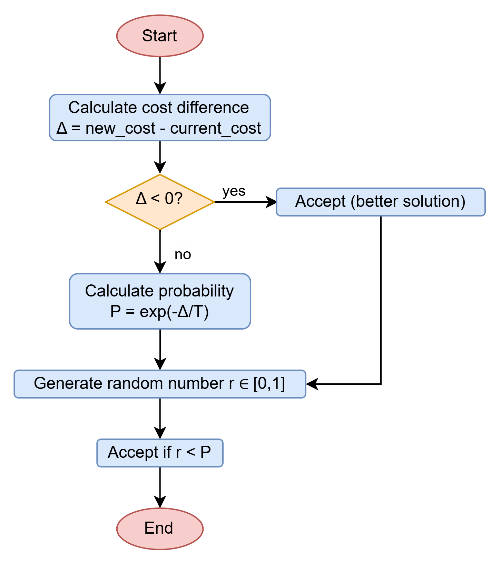 Start
Calculate cost difference
Δ = new_cost - current_cost
Δ < 0?
yes
Accept (better solution)
no
Calculate probability
P = exp(-Δ/T)
Generate random number r ∈ [0,1]
Accept if r < P
End